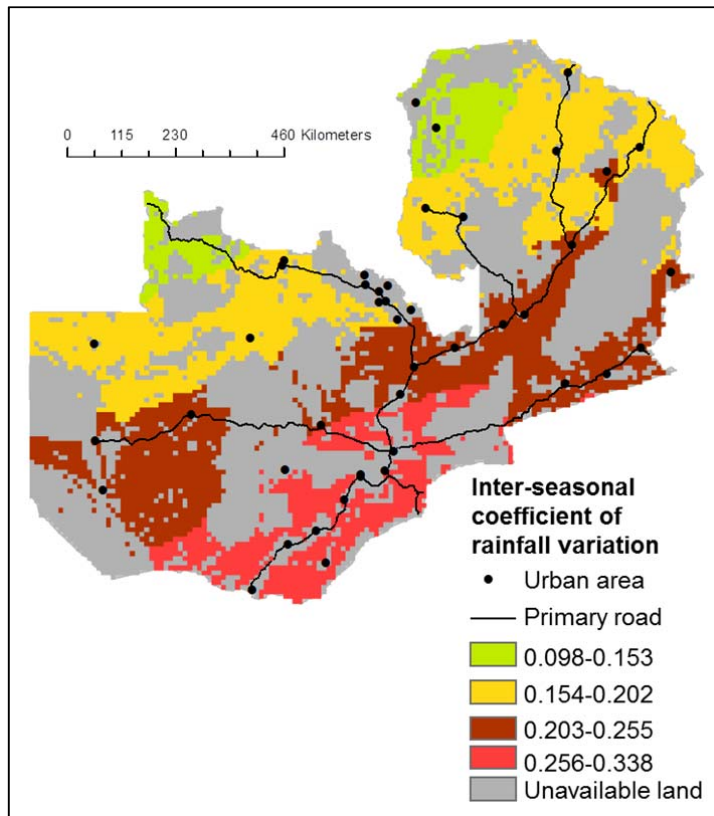 0 115 230 460 Kilometers
Inter-seasonal
coefficient of
rainfall variation
Urban area
Primary road
0.098-0.153
0.154-0.202
0.203-0.255
0.256-0.338
Unavailable land